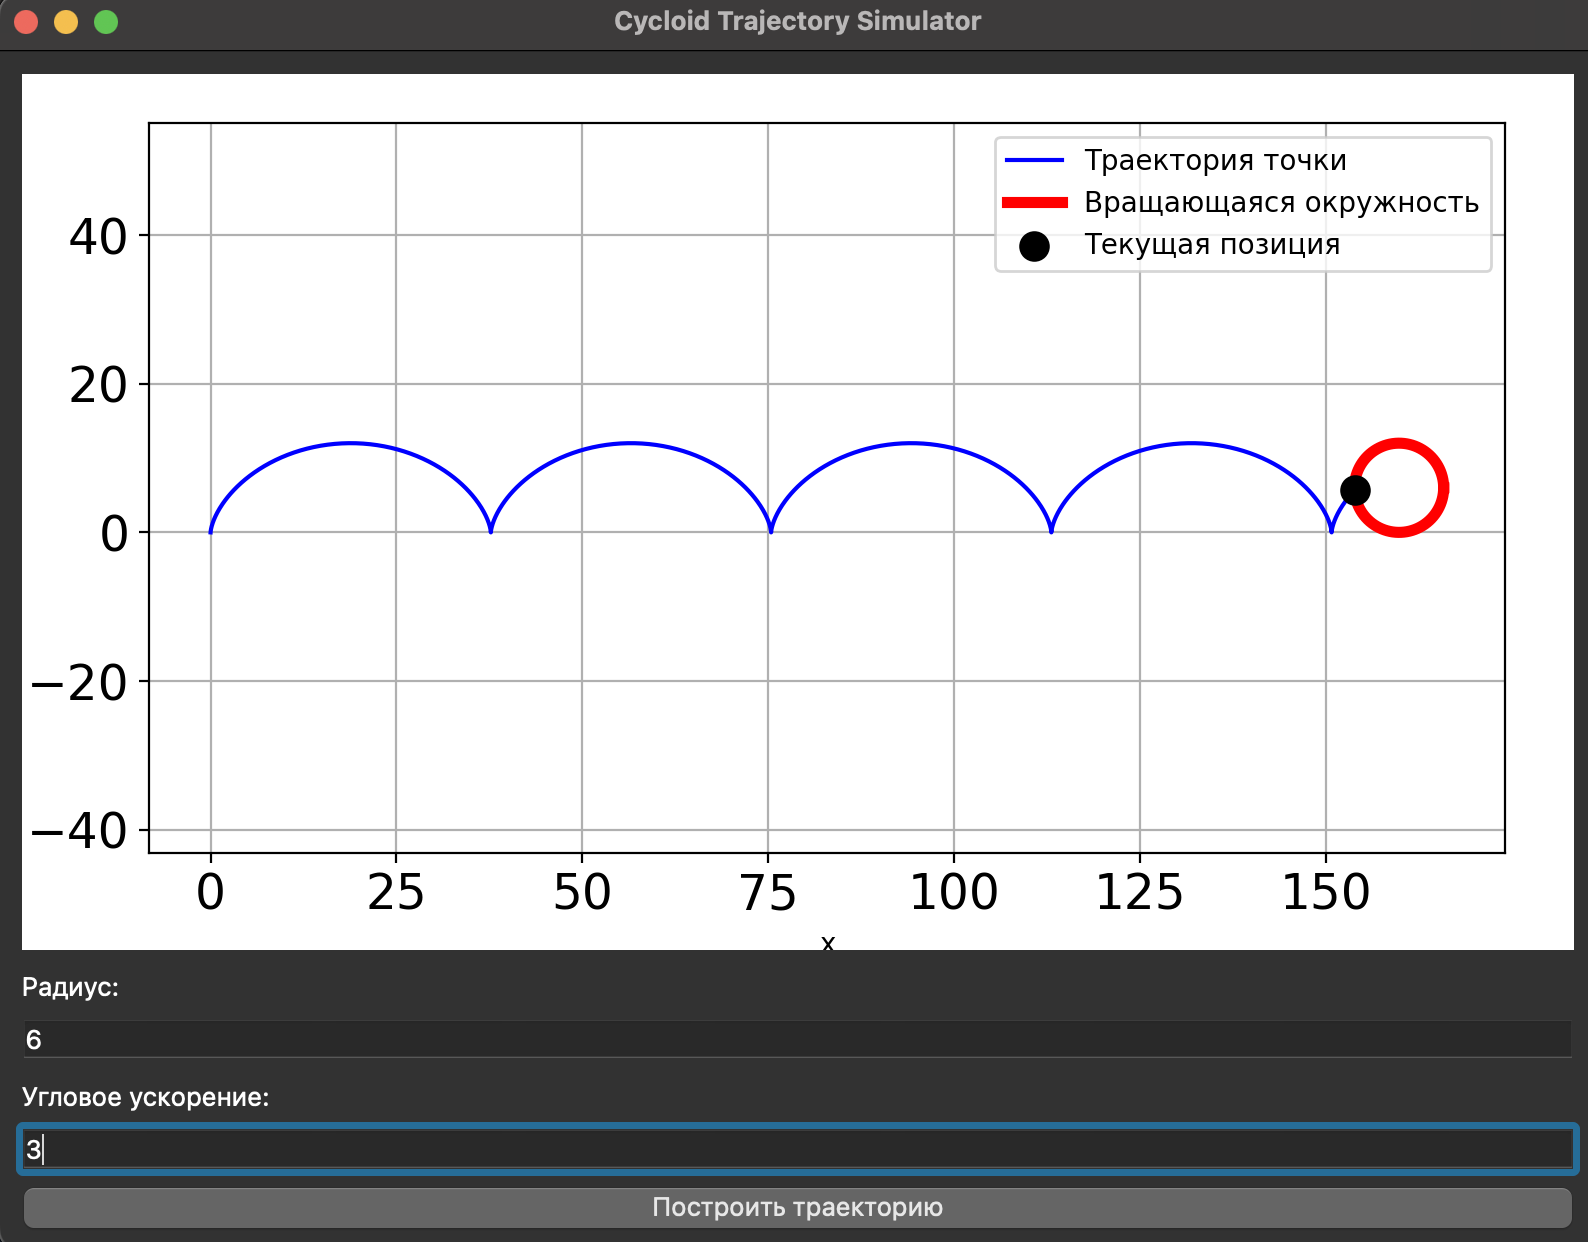 Cycloid Trajectory Simulator
Траектория точки
Вращающаяся окружность
Текущая позиция
40
20
0
−20
−40
0 25 50 75 100 125 150
x
Радиус:
6
Угловое ускорение:
3
Построить траекторию